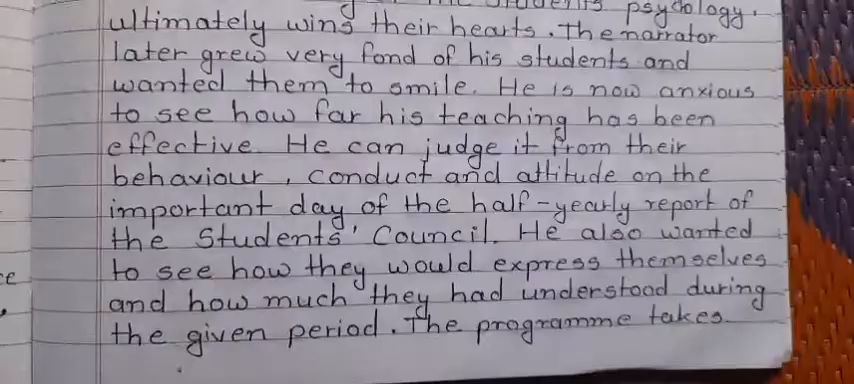 the students psychology.
ultimately wins their hearts. The narrator
later grew very fond of his students and
wanted them to smile. He is now anxious
to see how far his teaching has been
effective. He can judge it from their
behaviour, conduct and attitude on the
important day of the half-yearly report of
the Students' Council. He also wanted
to see how they would express themselves
and how much they had understood during
the given period. The programme takes